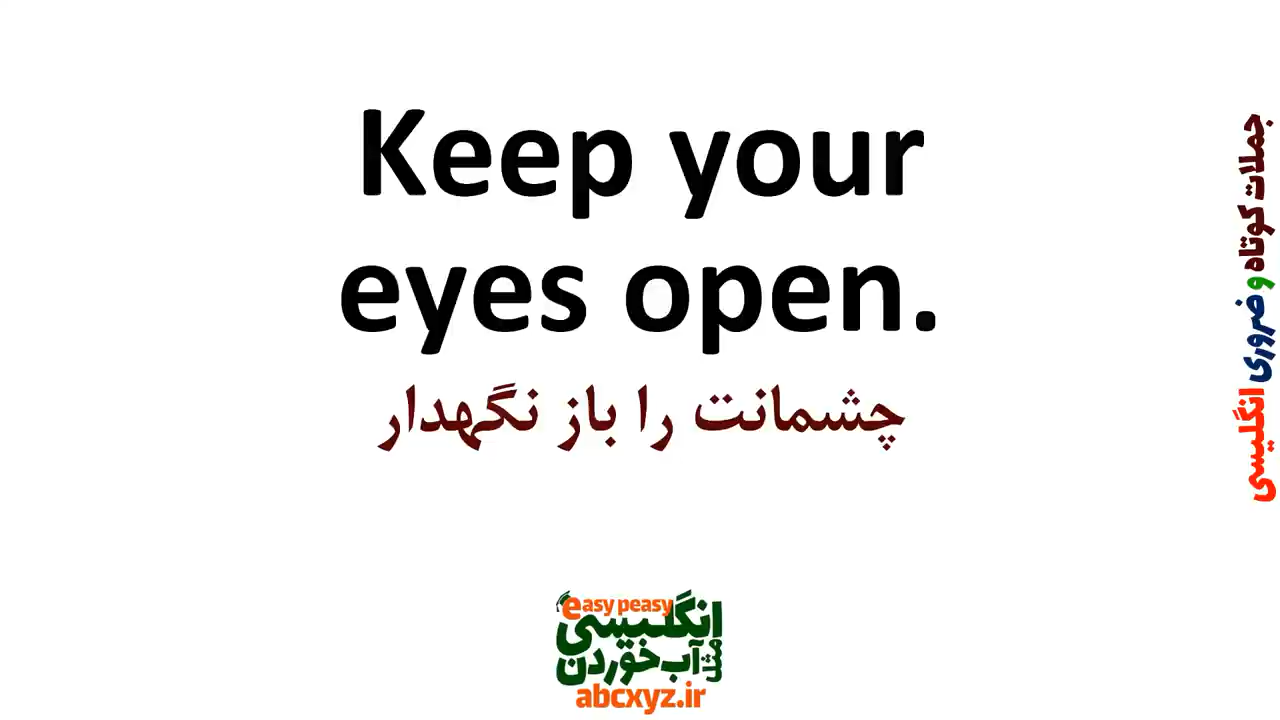 Keep your
eyes open.
چشمانت را باز نگهدار
جملات کوتاه و ضروری انگلیسی
easy peasy
انگلیسی
مثل آب خوردن
abcxyz.ir